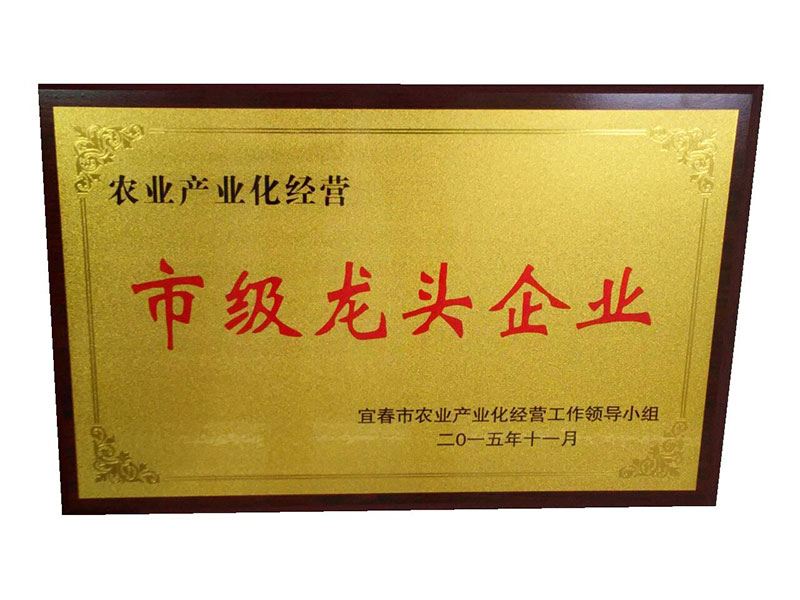 农业产业化经营
市级龙头企业
宜春市农业产业化经营工作领导小组
二0一五年十一月